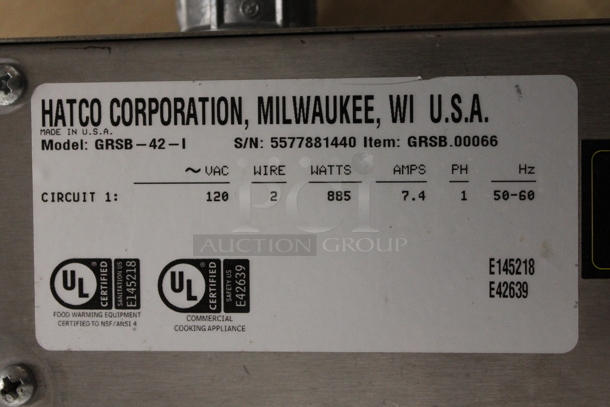 HATCO CORPORATION, MILWAUKEE, WI U.S.A.
MADE IN U.S.A.
Model: GRSB-42-I S/N: 5577881440 Item: GRSB.00066
~ VAC WIRE WATTS AMPS PH Hz
CIRCUIT 1: 120 2 885 7.4 1 50-60
PCI
AUCTION GROUP
UL ® CERTIFIED SANITATION US E145218
FOOD WARMING EQUIPMENT
CERTIFIED TO NSF/ANSI 4
UL ® CERTIFIED SAFETY US E42639
COMMERCIAL
COOKING APPLIANCE
E145218
E42639